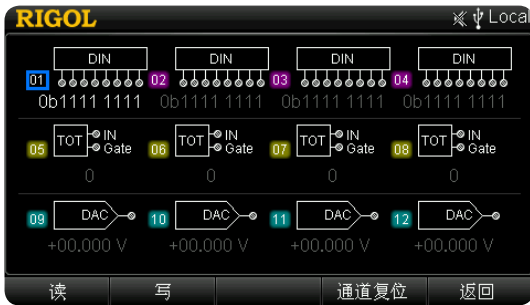 RIGOL Local
DIN DIN DIN DIN
01 02 03 04
0b1111 1111 0b1111 1111 0b1111 1111 0b1111 1111
05 TOT IN Gate 06 TOT IN Gate 07 TOT IN Gate 08 TOT IN Gate
0 0 0 0
09 DAC 10 DAC 11 DAC 12 DAC
+00.000 V +00.000 V +00.000 V +00.000 V
读 写 通道复位 返回